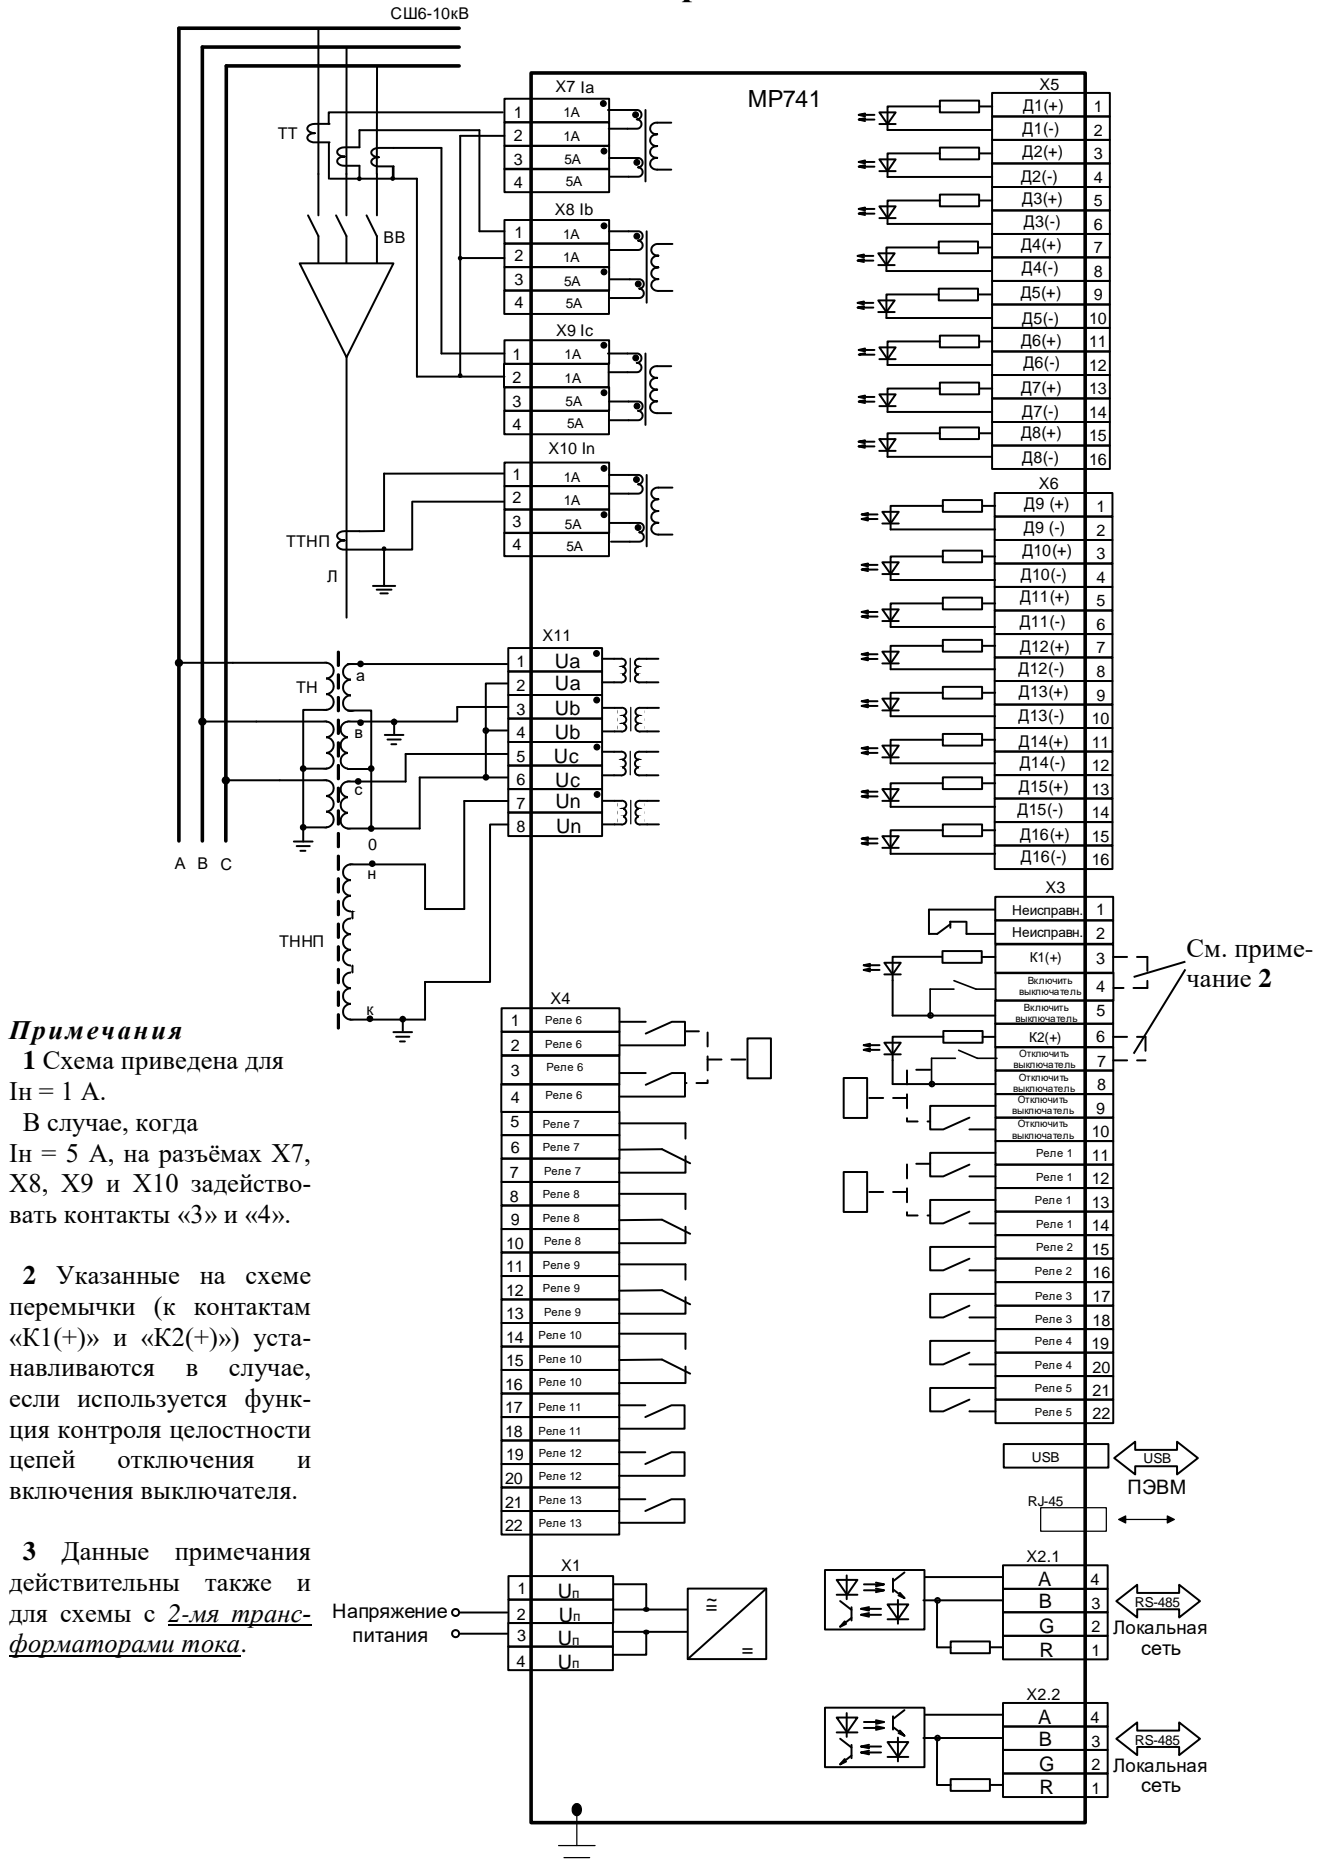 СШ6-10кВ
МР741
ТТ
ВВ
ТТНП
Л
ТН
а
в
с
0
А В С
н
ТННП
к
X7 Ia
1 1А
2 1А
3 5А
4 5А
X8 Ib
1 1А
2 1А
3 5А
4 5А
X9 Ic
1 1А
2 1А
3 5А
4 5А
X10 In
1 1А
2 1А
3 5А
4 5А
X11
1 Ua
2 Ua
3 Ub
4 Ub
5 Uc
6 Uc
7 Un
8 Un
X4
1 Реле 6
2 Реле 6
3 Реле 6
4 Реле 6
5 Реле 7
6 Реле 7
7 Реле 7
8 Реле 8
9 Реле 8
10 Реле 8
11 Реле 9
12 Реле 9
13 Реле 9
14 Реле 10
15 Реле 10
16 Реле 10
17 Реле 11
18 Реле 11
19 Реле 12
20 Реле 12
21 Реле 13
22 Реле 13
X1
1 Uп
2 Uп
3 Uп
4 Uп
Напряжение
питания
≅
=
X5
Д1(+) 1
Д1(-) 2
Д2(+) 3
Д2(-) 4
Д3(+) 5
Д3(-) 6
Д4(+) 7
Д4(-) 8
Д5(+) 9
Д5(-) 10
Д6(+) 11
Д6(-) 12
Д7(+) 13
Д7(-) 14
Д8(+) 15
Д8(-) 16
X6
Д9 (+) 1
Д9 (-) 2
Д10(+) 3
Д10(-) 4
Д11(+) 5
Д11(-) 6
Д12(+) 7
Д12(-) 8
Д13(+) 9
Д13(-) 10
Д14(+) 11
Д14(-) 12
Д15(+) 13
Д15(-) 14
Д16(+) 15
Д16(-) 16
X3
Неисправн. 1
Неисправн. 2
К1(+) 3
Включить
выключатель 4
Включить
выключатель 5
К2(+) 6
Отключить
выключатель 7
Отключить
выключатель 8
Отключить
выключатель 9
Отключить
выключатель 10
Реле 1 11
Реле 1 12
Реле 1 13
Реле 1 14
Реле 2 15
Реле 2 16
Реле 3 17
Реле 3 18
Реле 4 19
Реле 4 20
Реле 5 21
Реле 5 22
См. приме-
чание 2
USB
USB
ПЭВМ
RJ-45
X2.1
A 4
B 3
G 2
R 1
RS-485
Локальная
сеть
X2.2
A 4
B 3
G 2
R 1
RS-485
Локальная
сеть
Примечания
1 Схема приведена для
Iн = 1 А.
В случае, когда
Iн = 5 А, на разъёмах X7,
X8, X9 и X10 задейство-
вать контакты «3» и «4».
2 Указанные на схеме
перемычки (к контактам
«К1(+)» и «К2(+)») уста-
навливаются в случае,
если используется функ-
ция контроля целостности
цепей отключения и
включения выключателя.
3 Данные примечания
действительны также и
для схемы с 2-мя транс-
форматорами тока.